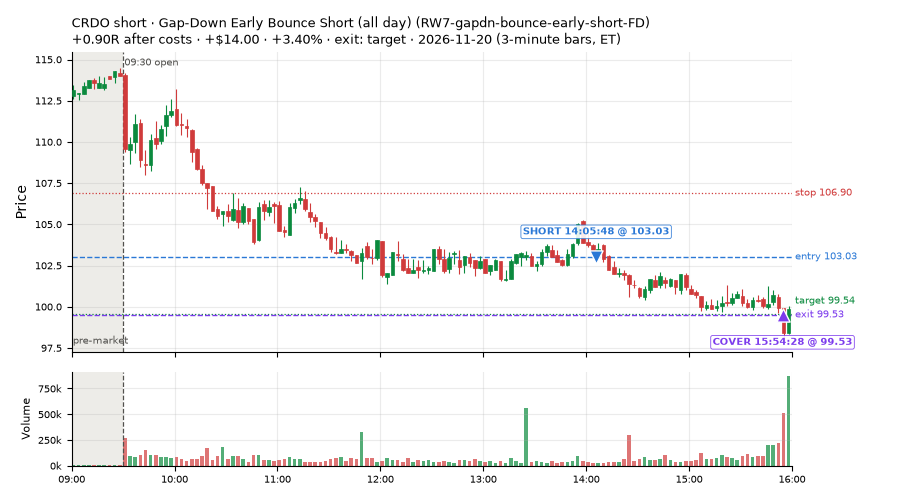 CRDO short · Gap-Down Early Bounce Short (all day) (RW7-gapdn-bounce-early-short-FD)
+0.90R after costs · +$14.00 · +3.40% · exit: target · 2026-11-20 (3-minute bars, ET)
115.0
112.5
110.0
107.5
105.0
102.5
100.0
97.5
Price
09:30 open
pre-market
stop 106.90
SHORT 14:05:48 @ 103.03
entry 103.03
target 99.54
exit 99.53
COVER 15:54:28 @ 99.53
750k
500k
250k
0k
Volume
09:00
10:00
11:00
12:00
13:00
14:00
15:00
16:00